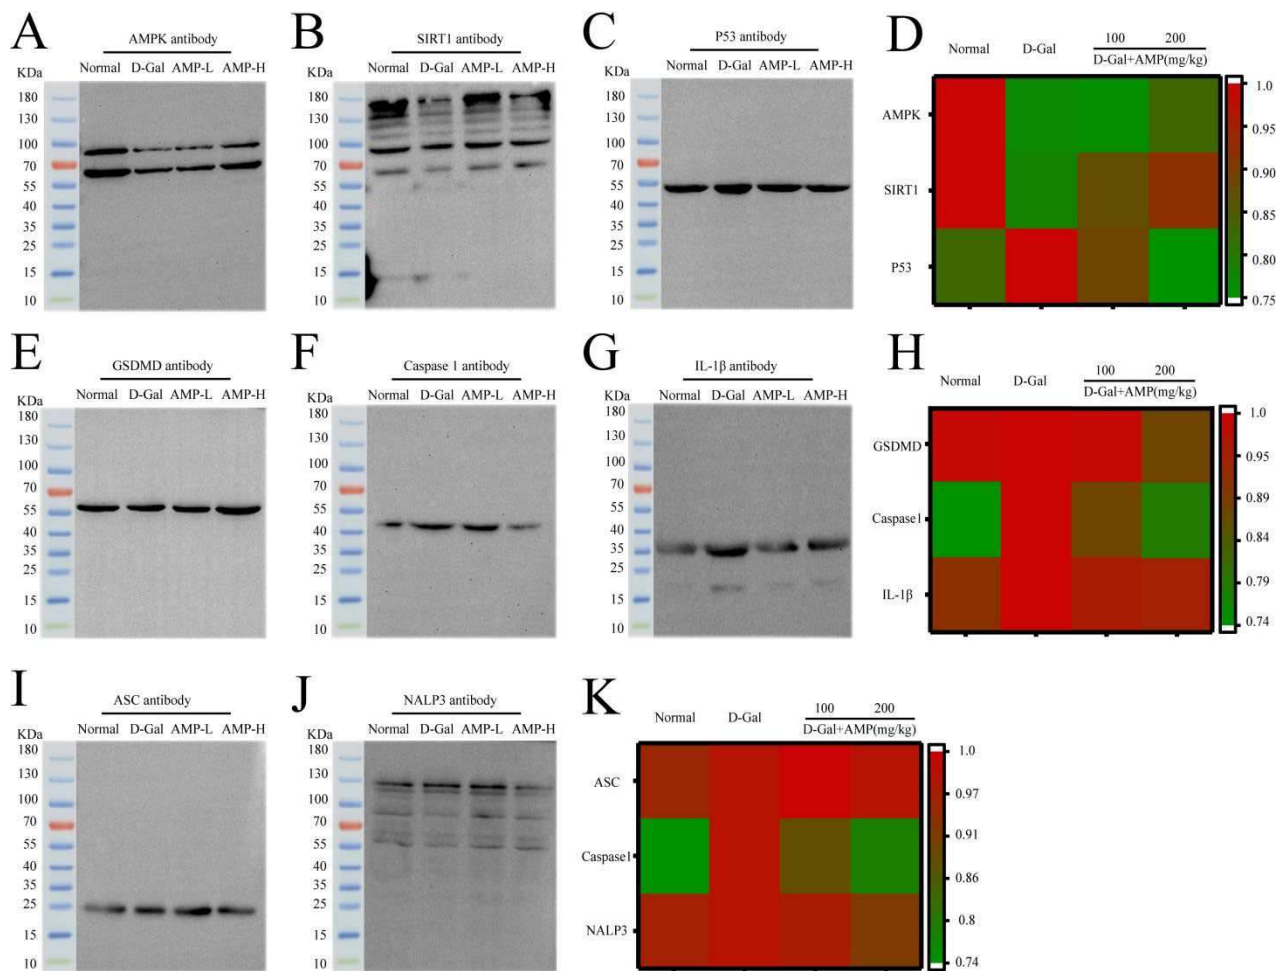 A
AMPK antibody
KDa
Normal D-Gal AMP-L AMP-H
180
130
100
70
55
40
35
25
15
10
B
SIRT1 antibody
KDa
Normal D-Gal AMP-L AMP-H
180
130
100
70
55
40
35
25
15
10
C
P53 antibody
KDa
Normal D-Gal AMP-L AMP-H
180
130
100
70
55
40
35
25
15
10
D
Normal D-Gal 100 200
D-Gal+AMP(mg/kg)
AMPK
SIRT1
P53
1.0
0.95
0.90
0.85
0.80
0.75
E
GSDMD antibody
KDa
Normal D-Gal AMP-L AMP-H
180
130
100
70
55
40
35
25
15
10
F
Caspase 1 antibody
KDa
Normal D-Gal AMP-L AMP-H
180
130
100
70
55
40
35
25
15
10
G
IL-1β antibody
KDa
Normal D-Gal AMP-L AMP-H
180
130
100
70
55
40
35
25
15
10
H
Normal D-Gal 100 200
D-Gal+AMP(mg/kg)
GSDMD
Caspase1
IL-1β
1.0
0.95
0.89
0.84
0.79
0.74
I
ASC antibody
KDa
Normal D-Gal AMP-L AMP-H
180
130
100
70
55
40
35
25
15
10
J
NALP3 antibody
KDa
Normal D-Gal AMP-L AMP-H
180
130
100
70
55
40
35
25
15
10
K
Normal D-Gal 100 200
D-Gal+AMP(mg/kg)
ASC
Caspase1
NALP3
1.0
0.97
0.91
0.86
0.8
0.74